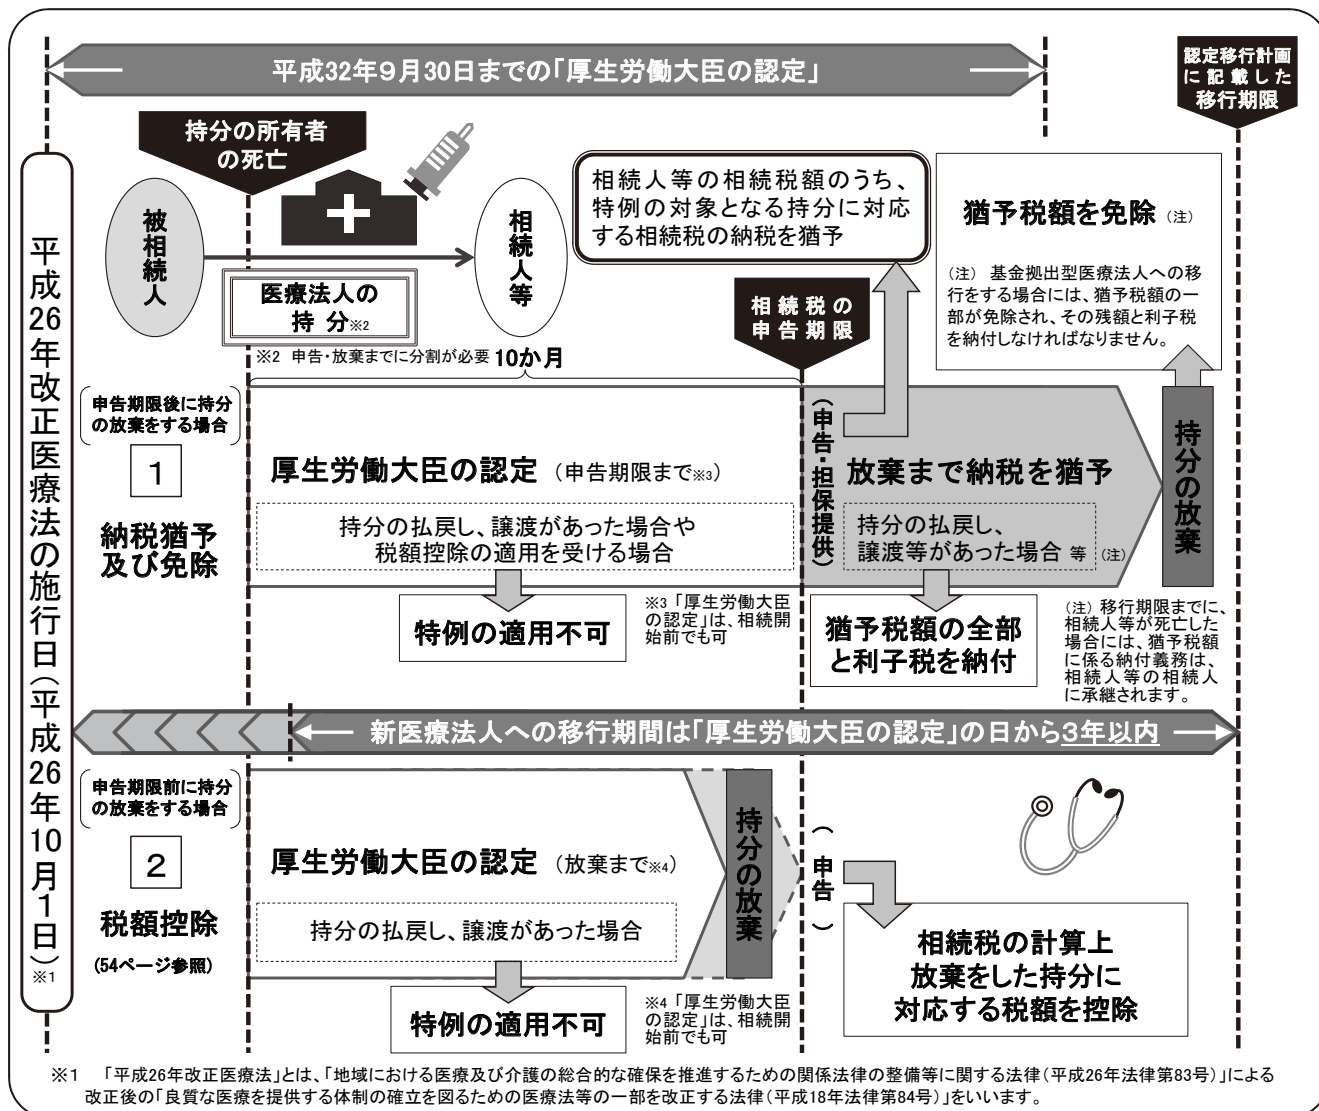 平成32年９月30日までの「厚生労働大臣の認定」
認定移行計画
に記載した
移行期限
持分の所有者
の死亡
被相続人
相続人等
医療法人の
持 分※2
※2 申告・放棄までに分割が必要
10か月
相続人等の相続税額のうち、
特例の対象となる持分に対応
する相続税の納税を猶予
相続税の
申告期限
猶予税額を免除 （注）
（注） 基金拠出型医療法人への移
行をする場合には、猶予税額の一
部が免除され、その残額と利子税
を納付しなければなりません。
平成26年改正医療法の施行日（平成26年10月１日）※1
申告期限後に持分
の放棄をする場合
１
納税猶予
及び免除
厚生労働大臣の認定 （申告期限まで※3）
持分の払戻し、譲渡があった場合や
税額控除の適用を受ける場合
特例の適用不可
※3 「厚生労働大臣
の認定」は、相続開
始前でも可
（申告・担保提供）
放棄まで納税を猶予
持分の払戻し、
譲渡等があった場合 等 （注）
猶予税額の全部
と利子税を納付
持分の放棄
（注） 移行期限までに、
相続人等が死亡した
場合には、猶予税額
に係る納付義務は、
相続人等の相続人
に承継されます。
新医療法人への移行期間は「厚生労働大臣の認定」の日から３年以内
申告期限前に持分
の放棄をする場合
２
税額控除
(54ページ参照)
厚生労働大臣の認定 （放棄まで※4）
持分の払戻し、譲渡があった場合
特例の適用不可
※4 「厚生労働大臣
の認定」は、相続開
始前でも可
持分の放棄
（申告）
相続税の計算上
放棄をした持分に
対応する税額を控除
※1 「平成26年改正医療法」とは、「地域における医療及び介護の総合的な確保を推進するための関係法律の整備等に関する法律（平成26年法律第83号）」による
改正後の「良質な医療を提供する体制の確立を図るための医療法等の一部を改正する法律（平成18年法律第84号）」をいいます。